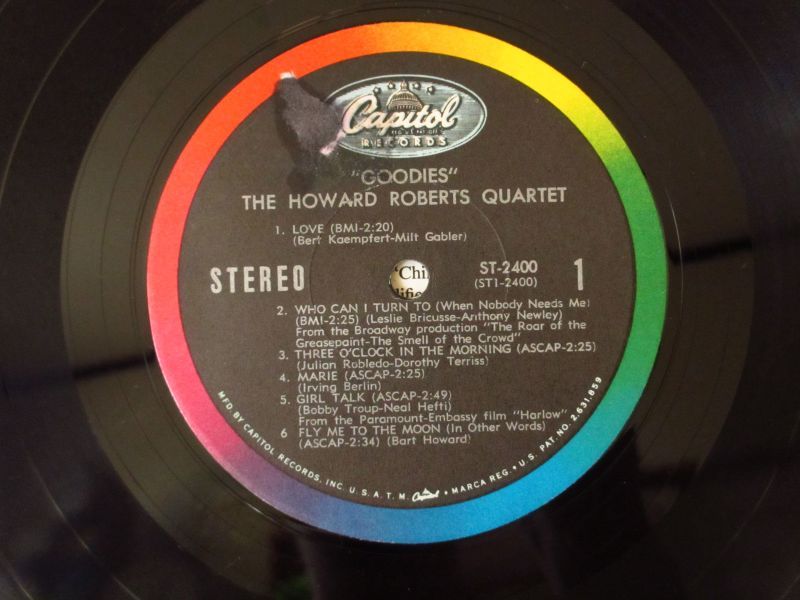 Capitol
RECORDS
"GOODIES"
THE HOWARD ROBERTS QUARTET
1. LOVE (BMI-2:20)
(Bert Kaempfert-Milt Gabler)
STEREO
'Chi
ST-2400
(ST1-2400)
1
2. WHO CAN I TURN TO (When Nobody Needs Me)
(BMI-2:25) (Leslie Bricusse-Anthony Newley)
From the Broadway production "The Roar of the
Greasepaint-The Smell of the Crowd"
3. THREE O'CLOCK IN THE MORNING (ASCAP-2:25)
(Julian Robledo-Dorothy Terriss)
4. MARIE (ASCAP-2:25)
(Irving Berlin)
5. GIRL TALK (ASCAP-2:49)
(Bobby Troup-Neal Hefti)
From the Paramount-Embassy film "Harlow"
6 FLY ME TO THE MOON (In Other Words)
(ASCAP-2:34) (Bart Howard)
MFD. BY CAPITOL RECORDS, INC. U.S.A. T.M. Capitol • MARCA REG. • U.S. PAT. NO. 2,631,859